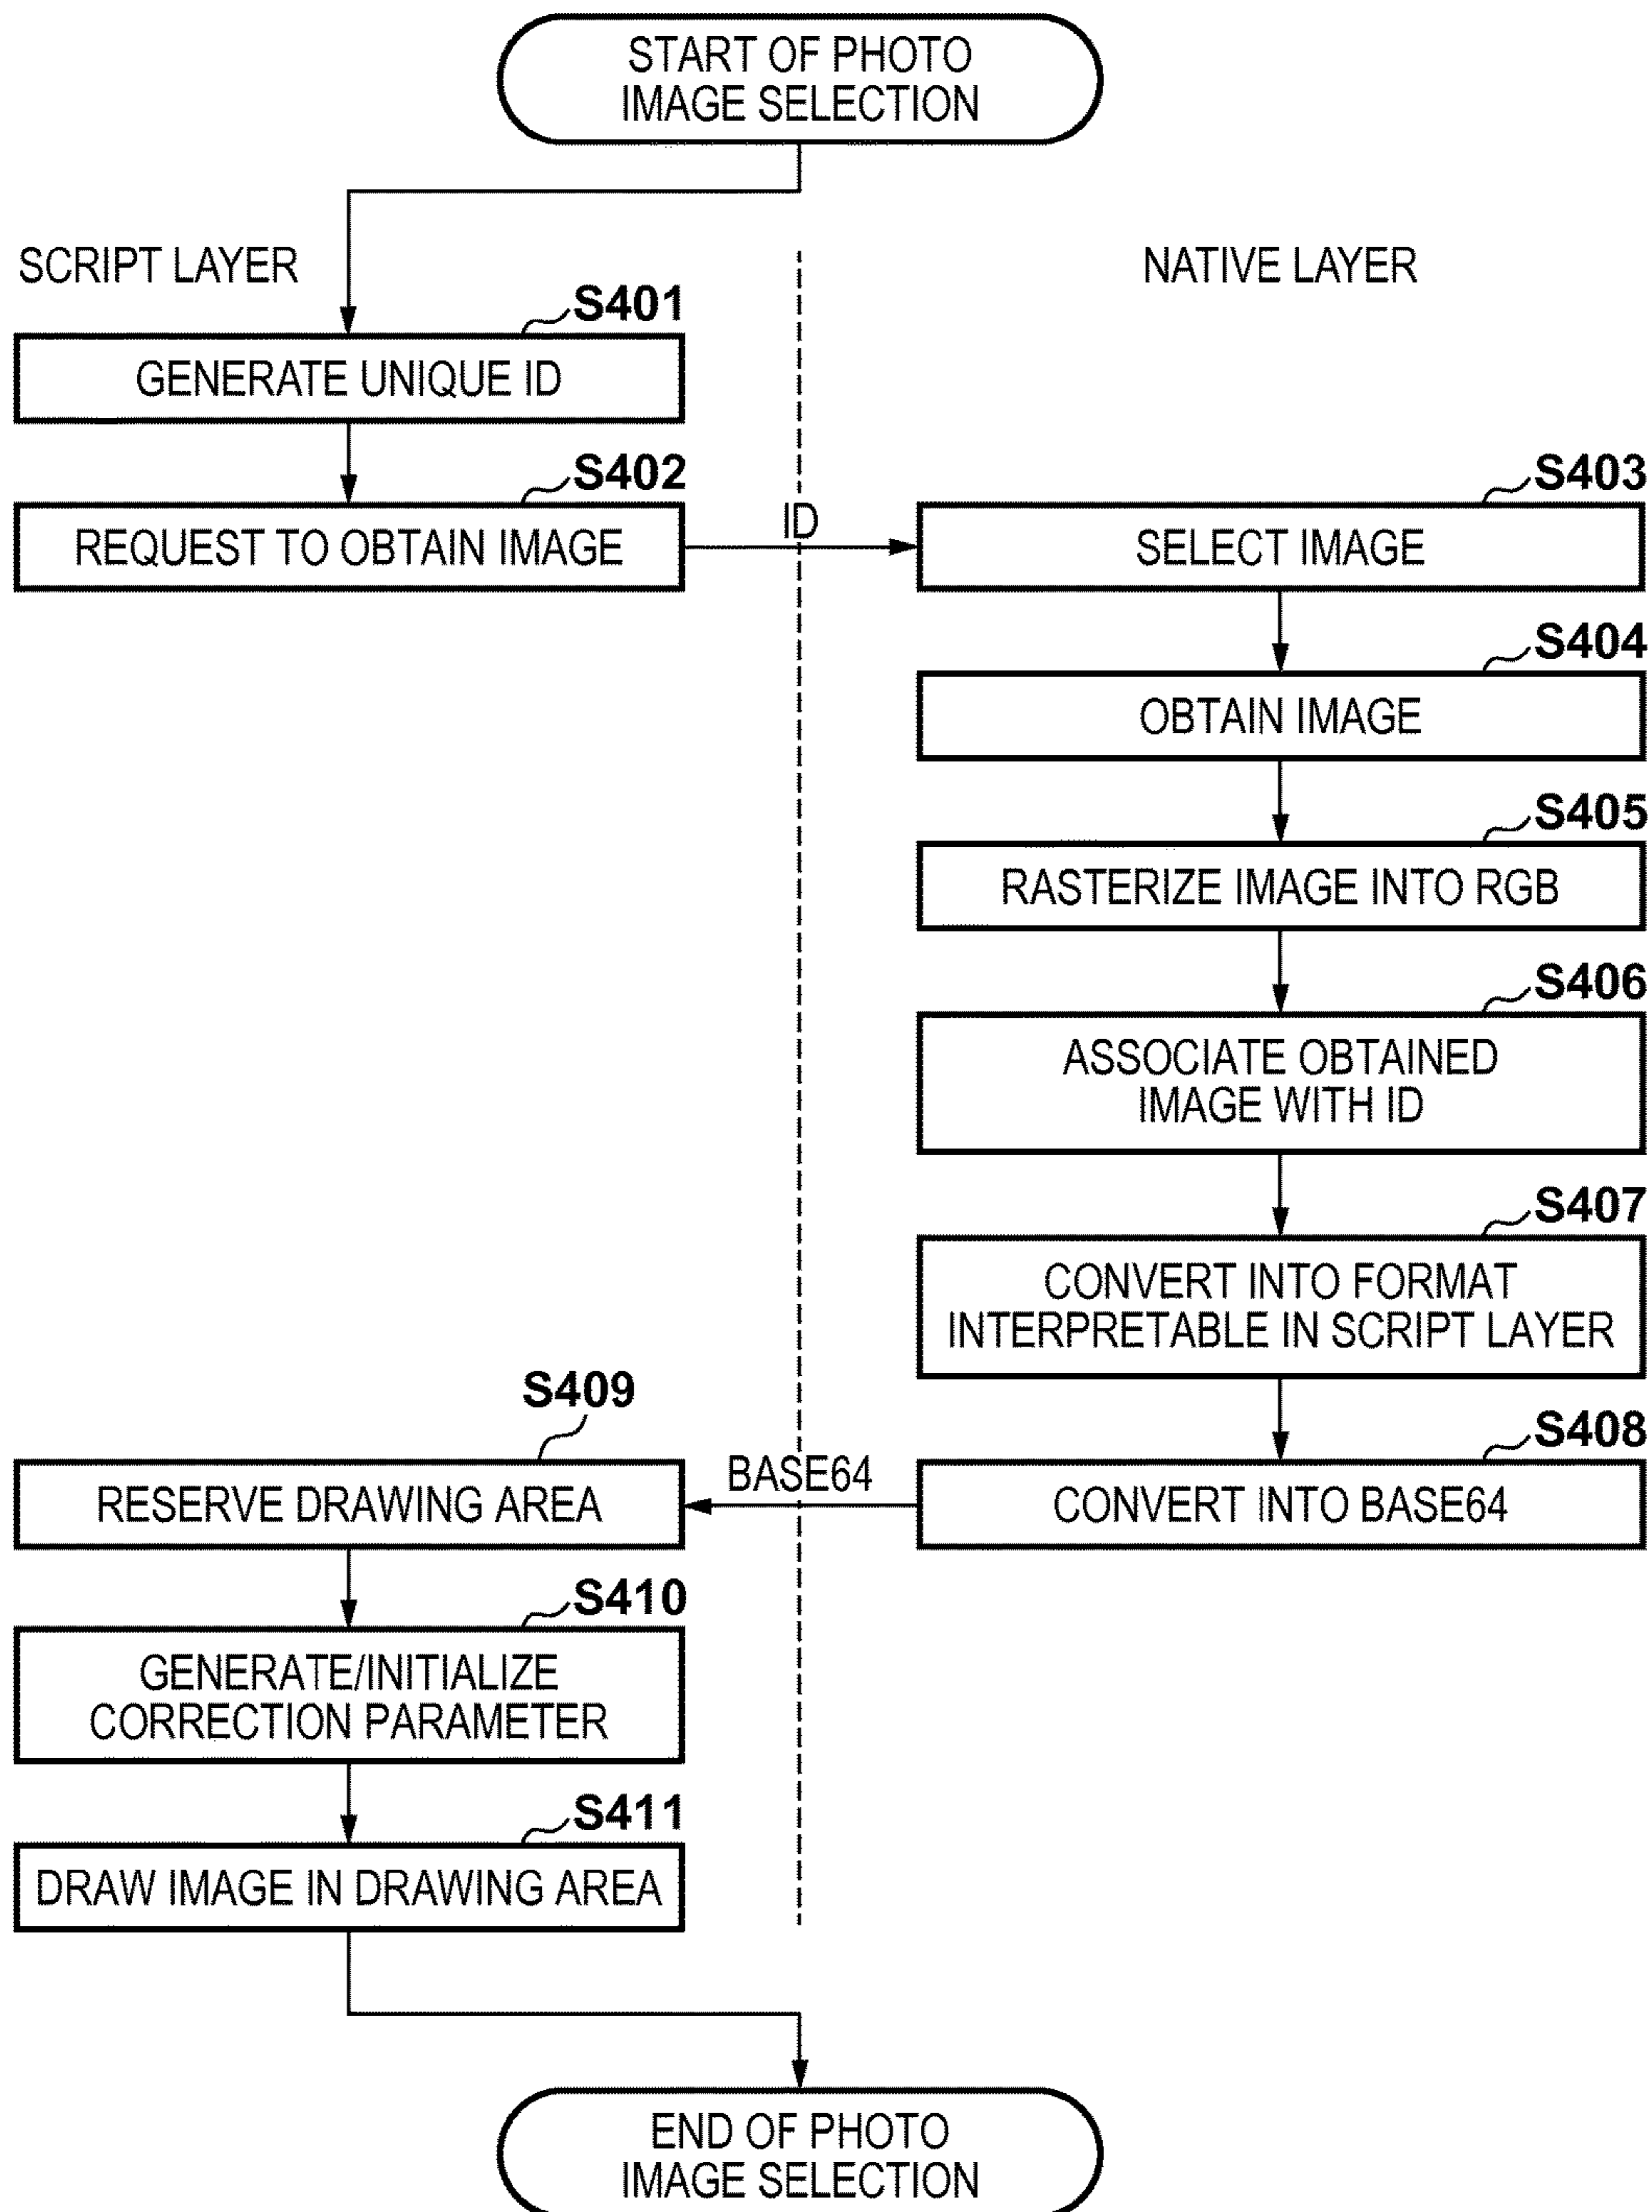 START OF PHOTO
IMAGE SELECTION
SCRIPT LAYER
NATIVE LAYER
S401
GENERATE UNIQUE ID
S402
REQUEST TO OBTAIN IMAGE
ID
S403
SELECT IMAGE
S404
OBTAIN IMAGE
S405
RASTERIZE IMAGE INTO RGB
S406
ASSOCIATE OBTAINED
IMAGE WITH ID
S407
CONVERT INTO FORMAT
INTERPRETABLE IN SCRIPT LAYER
S408
CONVERT INTO BASE64
BASE64
S409
RESERVE DRAWING AREA
S410
GENERATE/INITIALIZE
CORRECTION PARAMETER
S411
DRAW IMAGE IN DRAWING AREA
END OF PHOTO
IMAGE SELECTION